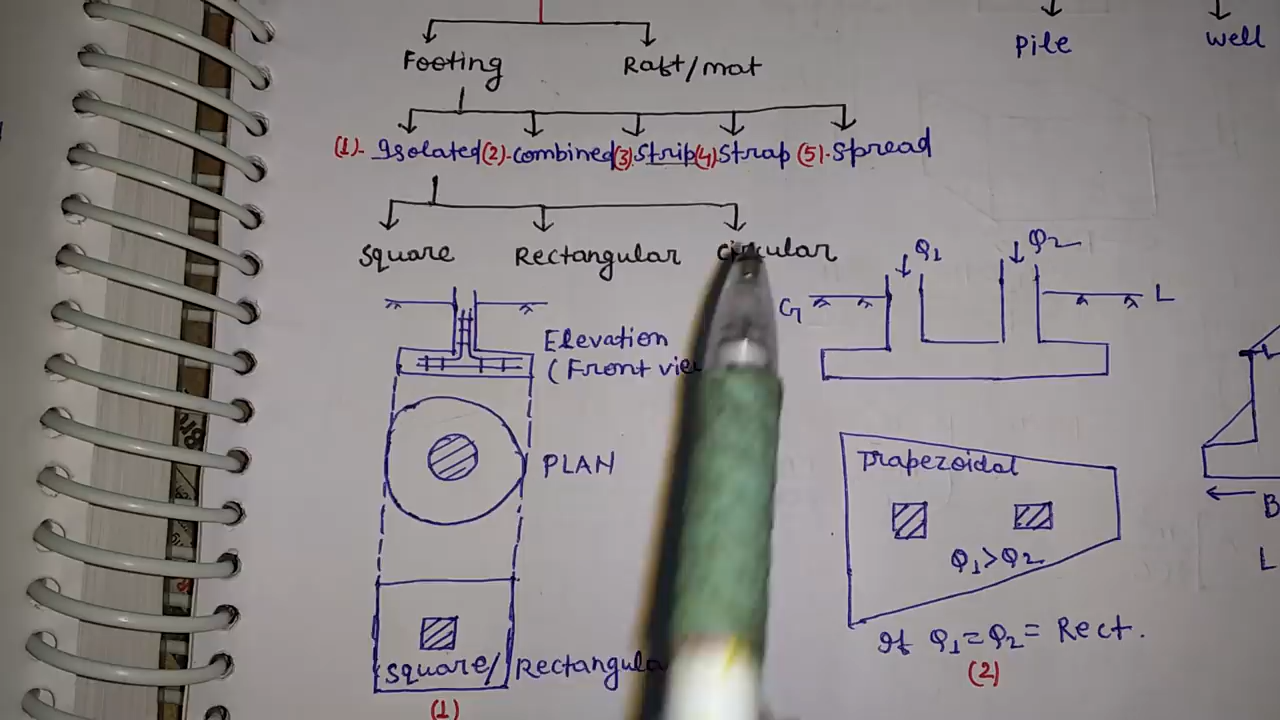 Pile
well
Footing
Raft/mat
(1). Isolated (2). combined (3) Strip (4) Strap (5). Spread
Square
Rectangular
Circular
Q1
Q2
G
L
Elevation
(Front vie
PLAN
Trapezoidal
Q1>Q2
If Q1=Q2= Rect.
(2)
Square/Rectangula
(1)
B
L